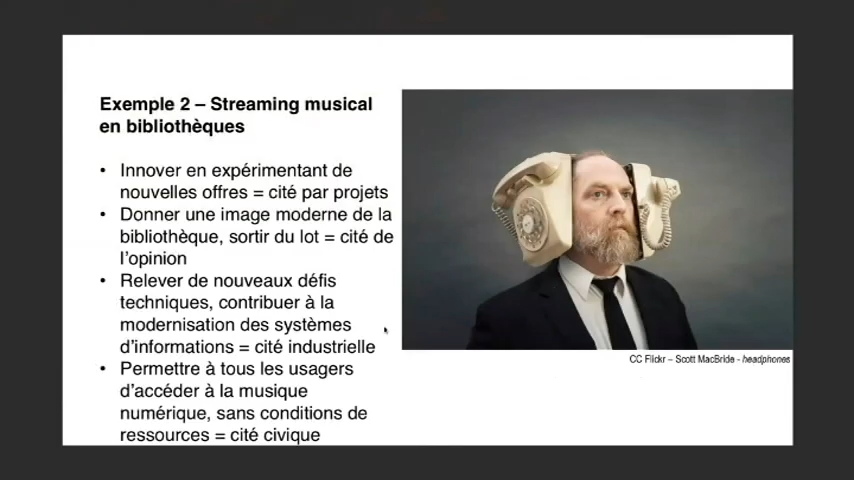 Exemple 2 – Streaming musical
en bibliothèques
• Innover en expérimentant de
nouvelles offres = cité par projets
• Donner une image moderne de la
bibliothèque, sortir du lot = cité de
l'opinion
• Relever de nouveaux défis
techniques, contribuer à la
modernisation des systèmes
d'informations = cité industrielle
• Permettre à tous les usagers
d'accéder à la musique
numérique, sans conditions de
ressources = cité civique
CC Flickr – Scott MacBride - headphones